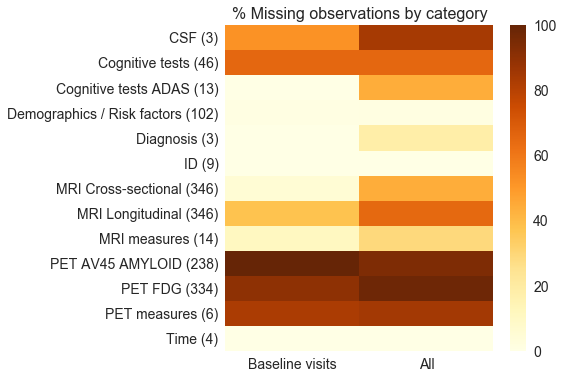 % Missing observations by category
CSF (3)
Cognitive tests (46)
Cognitive tests ADAS (13)
Demographics / Risk factors (102)
Diagnosis (3)
ID (9)
MRI Cross-sectional (346)
MRI Longitudinal (346)
MRI measures (14)
PET AV45 AMYLOID (238)
PET FDG (334)
PET measures (6)
Time (4)
Baseline visits
All
100
80
60
40
20
0